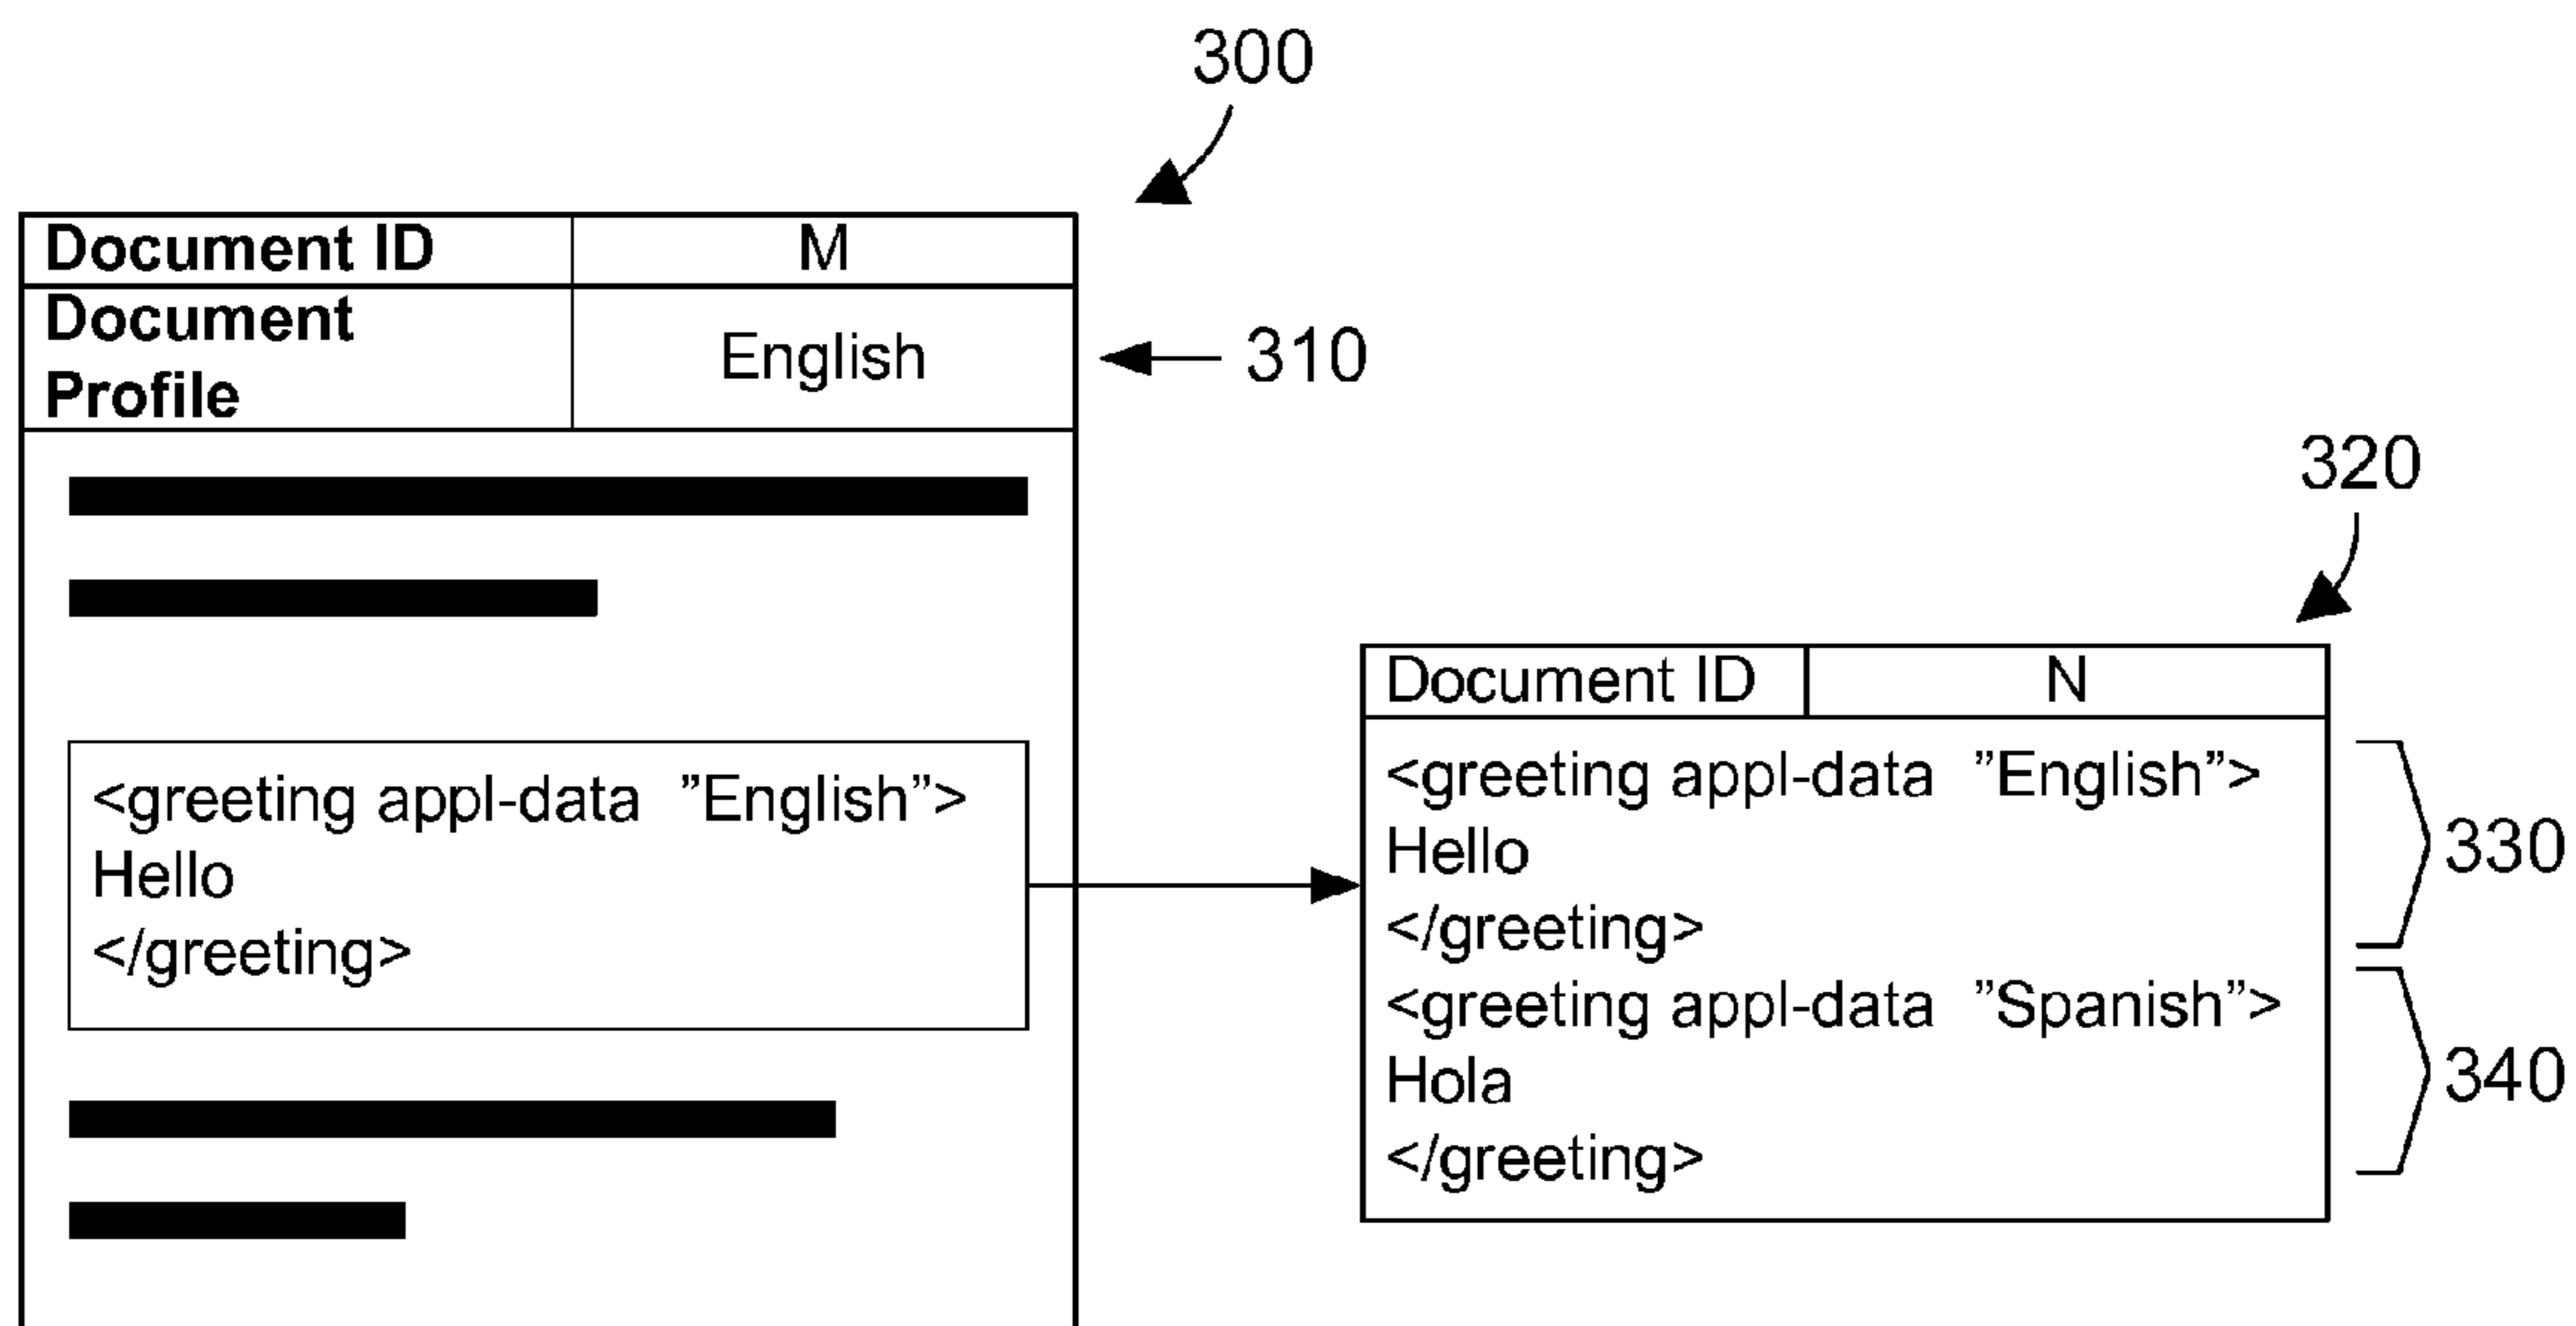 300
Document ID M
Document
Profile
English
310
<greeting appl-data ”English”>
Hello
</greeting>
320
Document ID N
<greeting appl-data ”English”>
Hello
</greeting>
<greeting appl-data ”Spanish”>
Hola
</greeting>
330
340